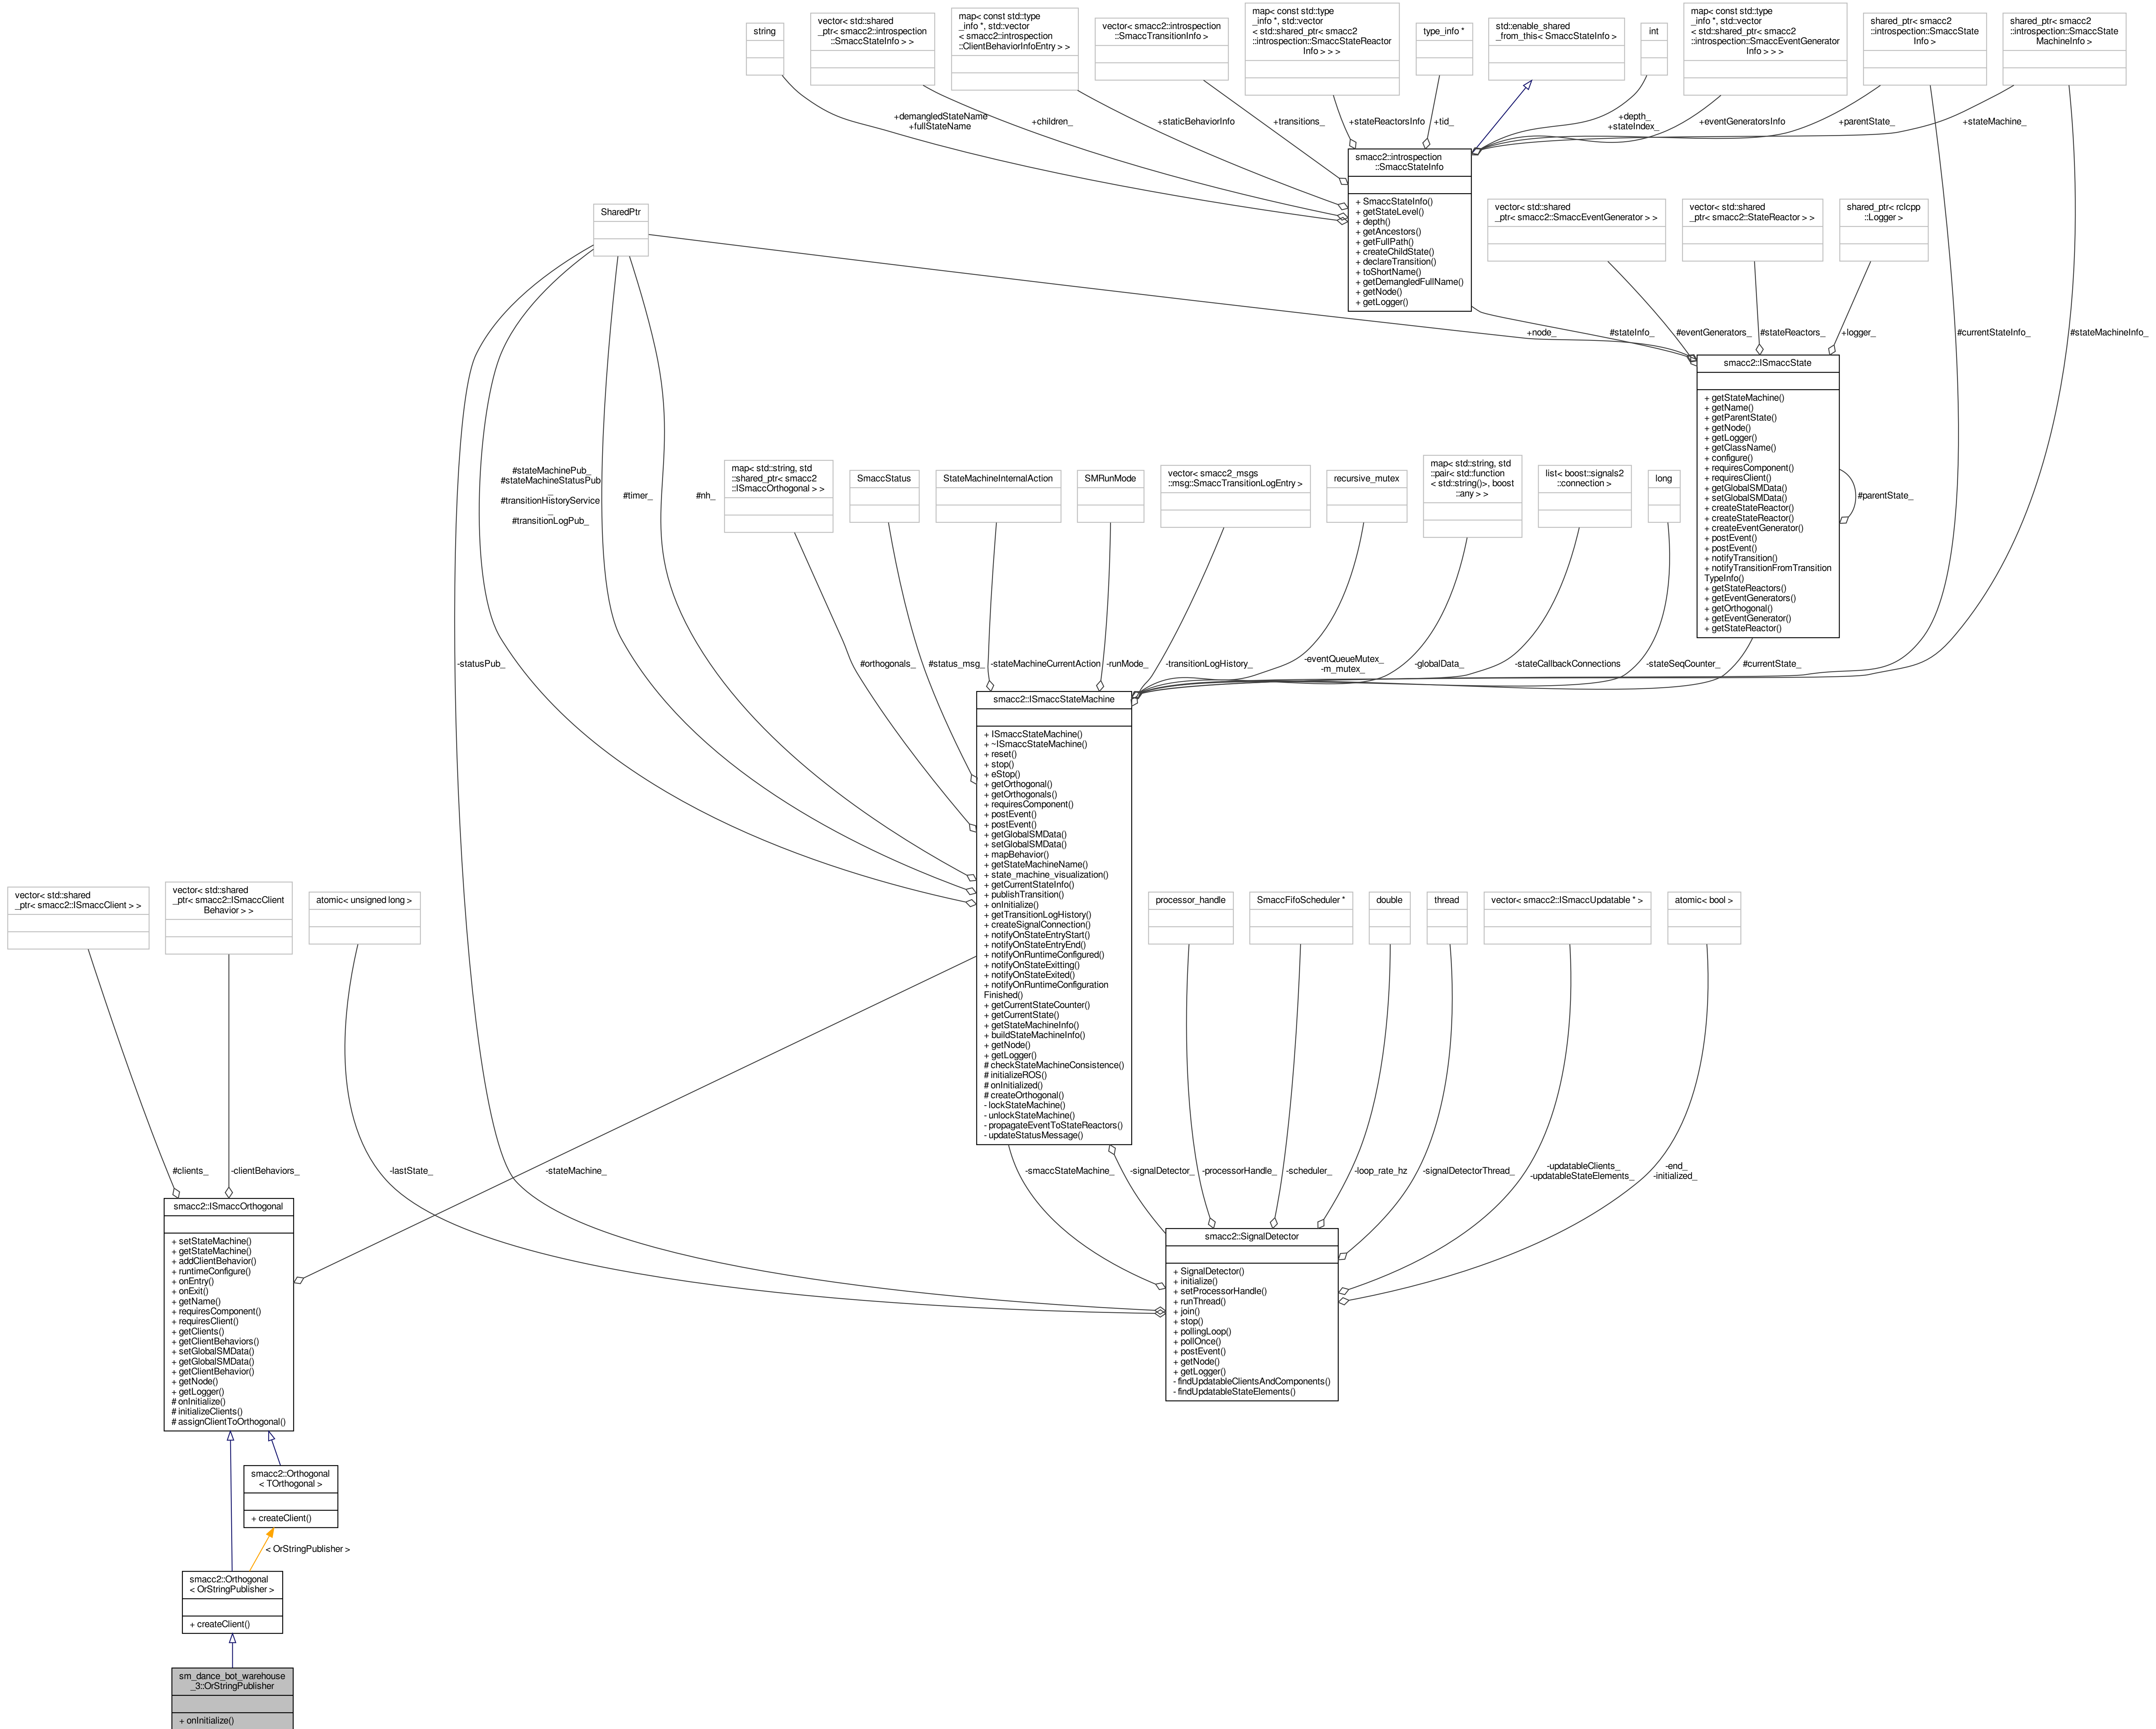 string
vector< std::shared
_ptr< smacc2::introspection
::SmaccStateInfo > >
map< const std::type
_info *, std::vector
< smacc2::introspection
::ClientBehaviorInfoEntry > >
vector< smacc2::introspection
::SmaccTransitionInfo >
map< const std::type
_info *, std::vector
< std::shared_ptr< smacc2
::introspection::SmaccStateReactor
Info > > >
type_info *
std::enable_shared
_from_this< SmaccStateInfo >
int
map< const std::type
_info *, std::vector
< std::shared_ptr< smacc2
::introspection::SmaccEventGenerator
Info > > >
shared_ptr< smacc2
::introspection::SmaccState
Info >
shared_ptr< smacc2
::introspection::SmaccState
MachineInfo >
+demangledStateName
+fullStateName
+children_
+staticBehaviorInfo
+transitions_
+stateReactorsInfo
+tid_
+depth_
+stateIndex_
+eventGeneratorsInfo
+parentState_
+stateMachine_
smacc2::introspection
::SmaccStateInfo
+ SmaccStateInfo()
+ getStateLevel()
+ depth()
+ getAncestors()
+ getFullPath()
+ createChildState()
+ declareTransition()
+ toShortName()
+ getDemangledFullName()
+ getNode()
+ getLogger()
SharedPtr
vector< std::shared
_ptr< smacc2::SmaccEventGenerator > >
vector< std::shared
_ptr< smacc2::StateReactor > >
shared_ptr< rclcpp
::Logger >
+node_
#stateInfo_
#eventGenerators_
#stateReactors_
+logger_
#currentStateInfo_
#stateMachineInfo_
smacc2::ISmaccState
+ getStateMachine()
+ getName()
+ getParentState()
+ getNode()
+ getLogger()
+ getClassName()
+ configure()
+ requiresComponent()
+ requiresClient()
+ getGlobalSMData()
+ setGlobalSMData()
+ createStateReactor()
+ createStateReactor()
+ createEventGenerator()
+ postEvent()
+ postEvent()
+ notifyTransition()
+ notifyTransitionFromTransition
TypeInfo()
+ getStateReactors()
+ getEventGenerators()
+ getOrthogonal()
+ getEventGenerator()
+ getStateReactor()
#parentState_
#stateMachinePub_
#stateMachineStatusPub
_
#transitionHistoryService
_
#transitionLogPub_
#timer_
#nh_
map< std::string, std
::shared_ptr< smacc2
::ISmaccOrthogonal > >
SmaccStatus
StateMachineInternalAction
SMRunMode
vector< smacc2_msgs
::msg::SmaccTransitionLogEntry >
recursive_mutex
map< std::string, std
::pair< std::function
< std::string()>, boost
::any > >
list< boost::signals2
::connection >
long
-statusPub_
#orthogonals_
#status_msg_
-stateMachineCurrentAction
-runMode_
-transitionLogHistory_
-eventQueueMutex_
-m_mutex_
-globalData_
-stateCallbackConnections
-stateSeqCounter_
#currentState_
smacc2::ISmaccStateMachine
+ ISmaccStateMachine()
+ ~ISmaccStateMachine()
+ reset()
+ stop()
+ eStop()
+ getOrthogonal()
+ getOrthogonals()
+ requiresComponent()
+ postEvent()
+ postEvent()
+ getGlobalSMData()
+ setGlobalSMData()
+ mapBehavior()
+ getStateMachineName()
+ state_machine_visualization()
+ getCurrentStateInfo()
+ publishTransition()
+ onInitialize()
+ getTransitionLogHistory()
+ createSignalConnection()
+ notifyOnStateEntryStart()
+ notifyOnStateEntryEnd()
+ notifyOnRuntimeConfigured()
+ notifyOnStateExitting()
+ notifyOnStateExited()
+ notifyOnRuntimeConfiguration
Finished()
+ getCurrentStateCounter()
+ getCurrentState()
+ getStateMachineInfo()
+ buildStateMachineInfo()
+ getNode()
+ getLogger()
# checkStateMachineConsistence()
# initializeROS()
# onInitialized()
# createOrthogonal()
- lockStateMachine()
- unlockStateMachine()
- propagateEventToStateReactors()
- updateStatusMessage()
vector< std::shared
_ptr< smacc2::ISmaccClient > >
vector< std::shared
_ptr< smacc2::ISmaccClient
Behavior > >
atomic< unsigned long >
processor_handle
SmaccFifoScheduler *
double
thread
vector< smacc2::ISmaccUpdatable * >
atomic< bool >
#clients_
-clientBehaviors_
-lastState_
-stateMachine_
-smaccStateMachine_
-signalDetector_
-processorHandle_
-scheduler_
-loop_rate_hz
-signalDetectorThread_
-updatableClients_
-updatableStateElements_
-end_
-initialized_
smacc2::ISmaccOrthogonal
+ setStateMachine()
+ getStateMachine()
+ addClientBehavior()
+ runtimeConfigure()
+ onEntry()
+ onExit()
+ getName()
+ requiresComponent()
+ requiresClient()
+ getClients()
+ getClientBehaviors()
+ setGlobalSMData()
+ getGlobalSMData()
+ getClientBehavior()
+ getNode()
+ getLogger()
# onInitialize()
# initializeClients()
# assignClientToOrthogonal()
smacc2::SignalDetector
+ SignalDetector()
+ initialize()
+ setProcessorHandle()
+ runThread()
+ join()
+ stop()
+ pollingLoop()
+ pollOnce()
+ postEvent()
+ getNode()
+ getLogger()
- findUpdatableClientsAndComponents()
- findUpdatableStateElements()
smacc2::Orthogonal
< TOrthogonal >
+ createClient()
< OrStringPublisher >
smacc2::Orthogonal
< OrStringPublisher >
+ createClient()
sm_dance_bot_warehouse
_3::OrStringPublisher
+ onInitialize()